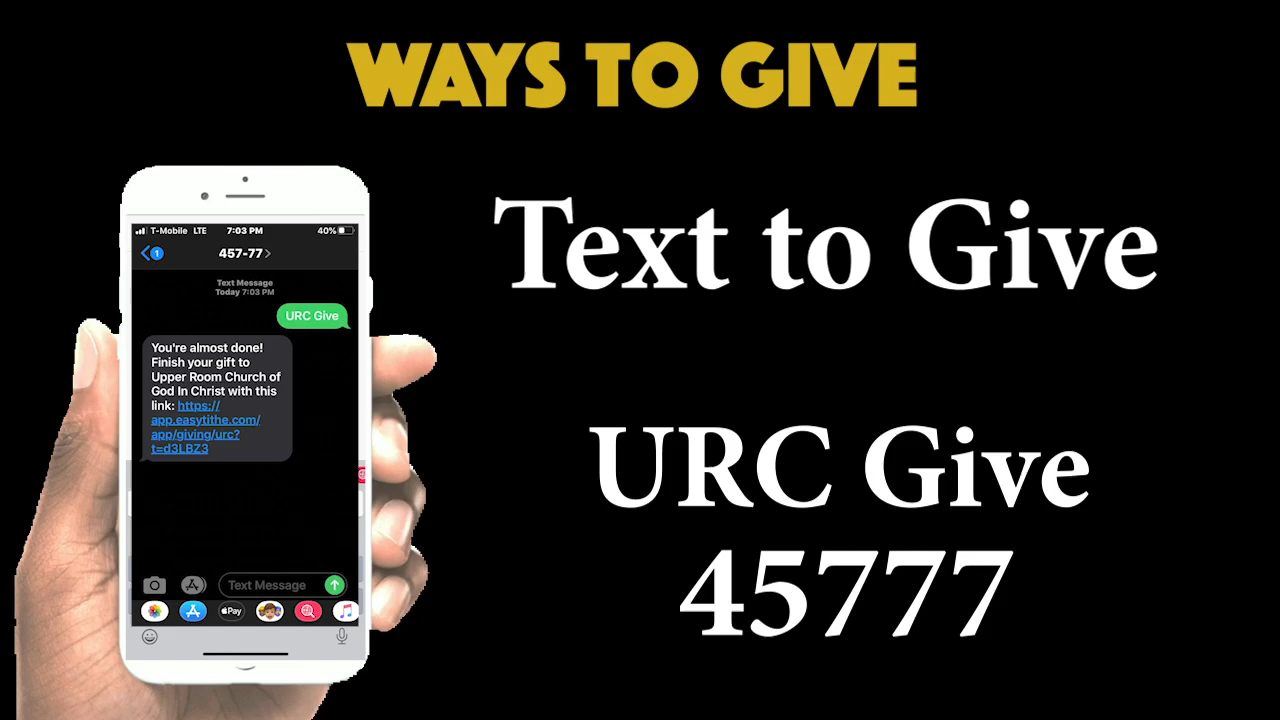 WAYS TO GIVE
T-Mobile LTE 7:03 PM 40%
1 457-77
Text Message
Today 7:03 PM
URC Give
You're almost done!
Finish your gift to
Upper Room Church of
God In Christ with this
link: https://
app.easytithe.com/
app/giving/urc?
t=d3LBZ3
Text Message
Pay
Text to Give
URC Give
45777